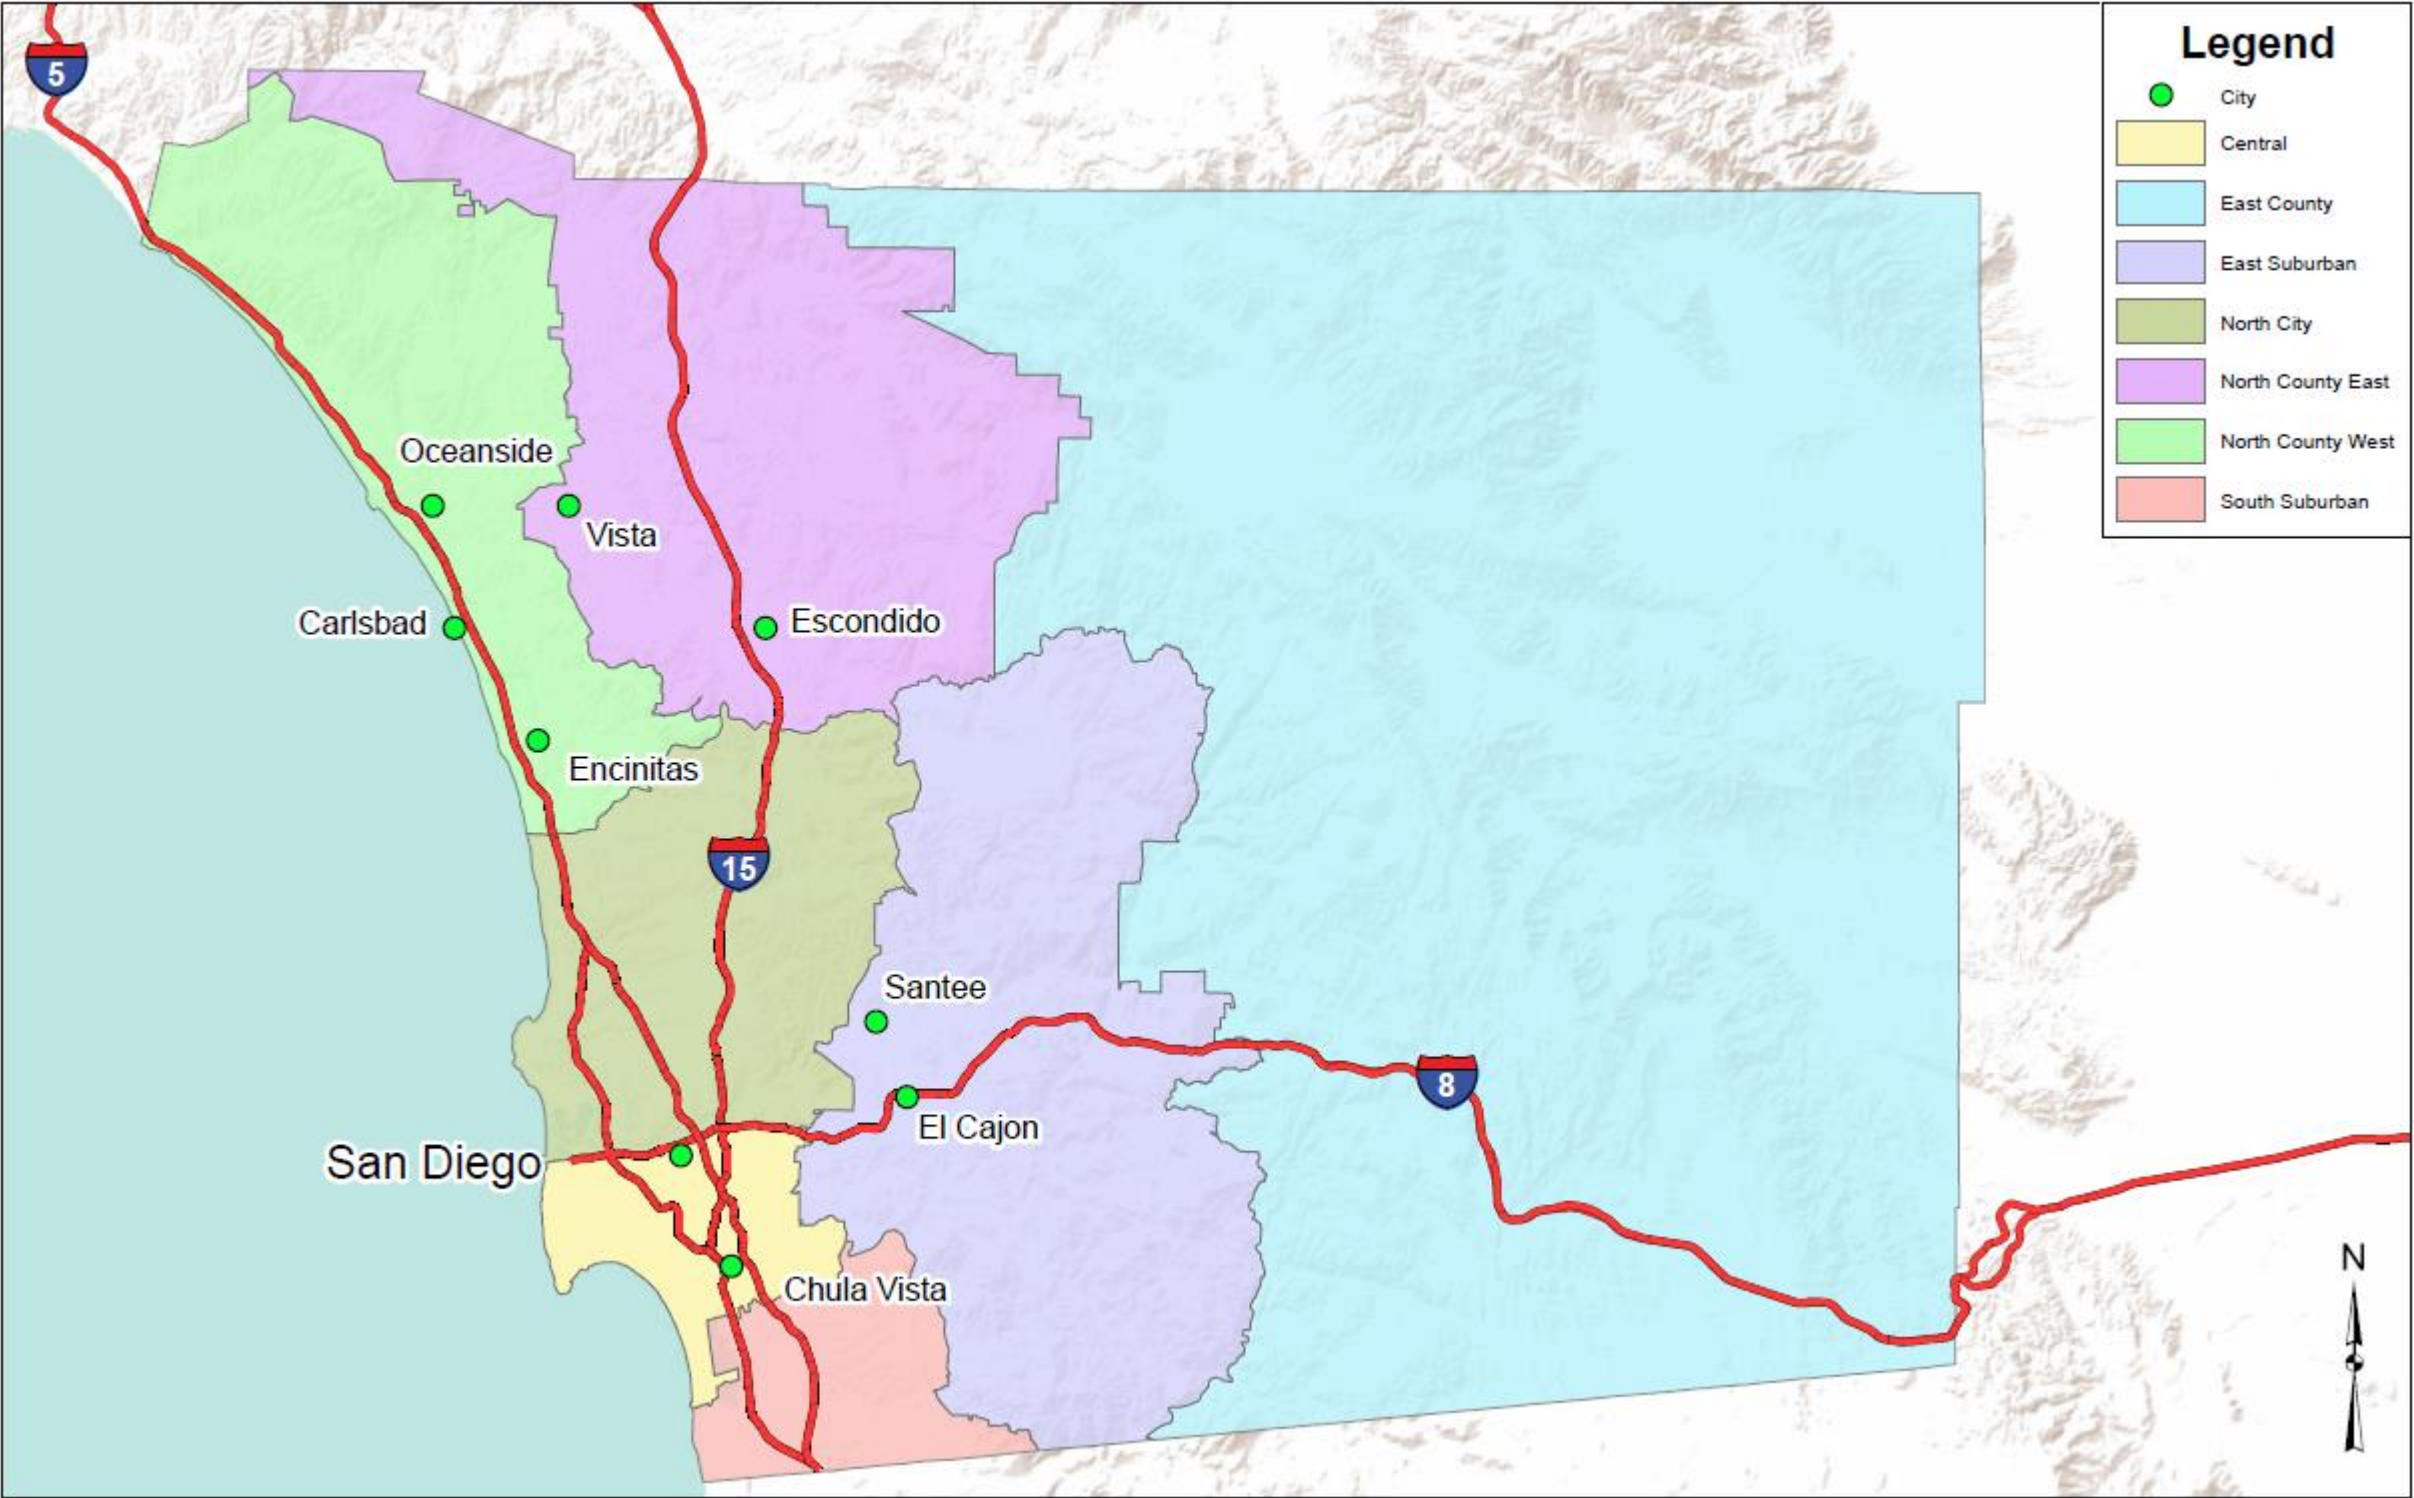 5
Legend
City
Central
East County
East Suburban
North City
North County East
North County West
South Suburban
Oceanside
Vista
Carlsbad
Escondido
Encinitas
15
Santee
8
El Cajon
San Diego
Chula Vista
N